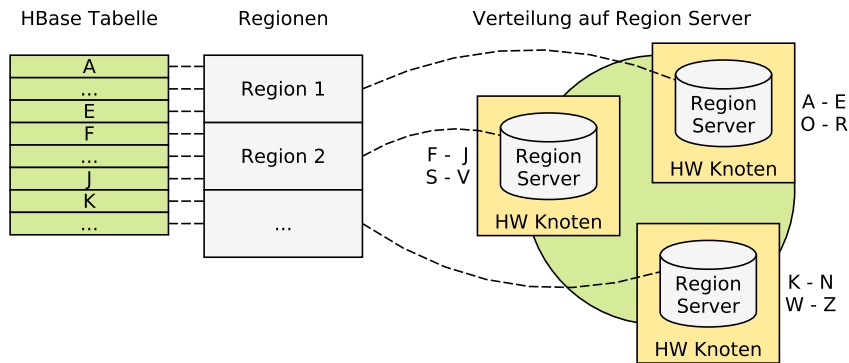 HBase Tabelle
Regionen
Verteilung auf Region Server
A
...
E
F
...
J
K
...
Region 1
Region 2
...
Region
Server
HW Knoten
A - E
O - R
F - J
S - V
Region
Server
HW Knoten
Region
Server
HW Knoten
K - N
W - Z